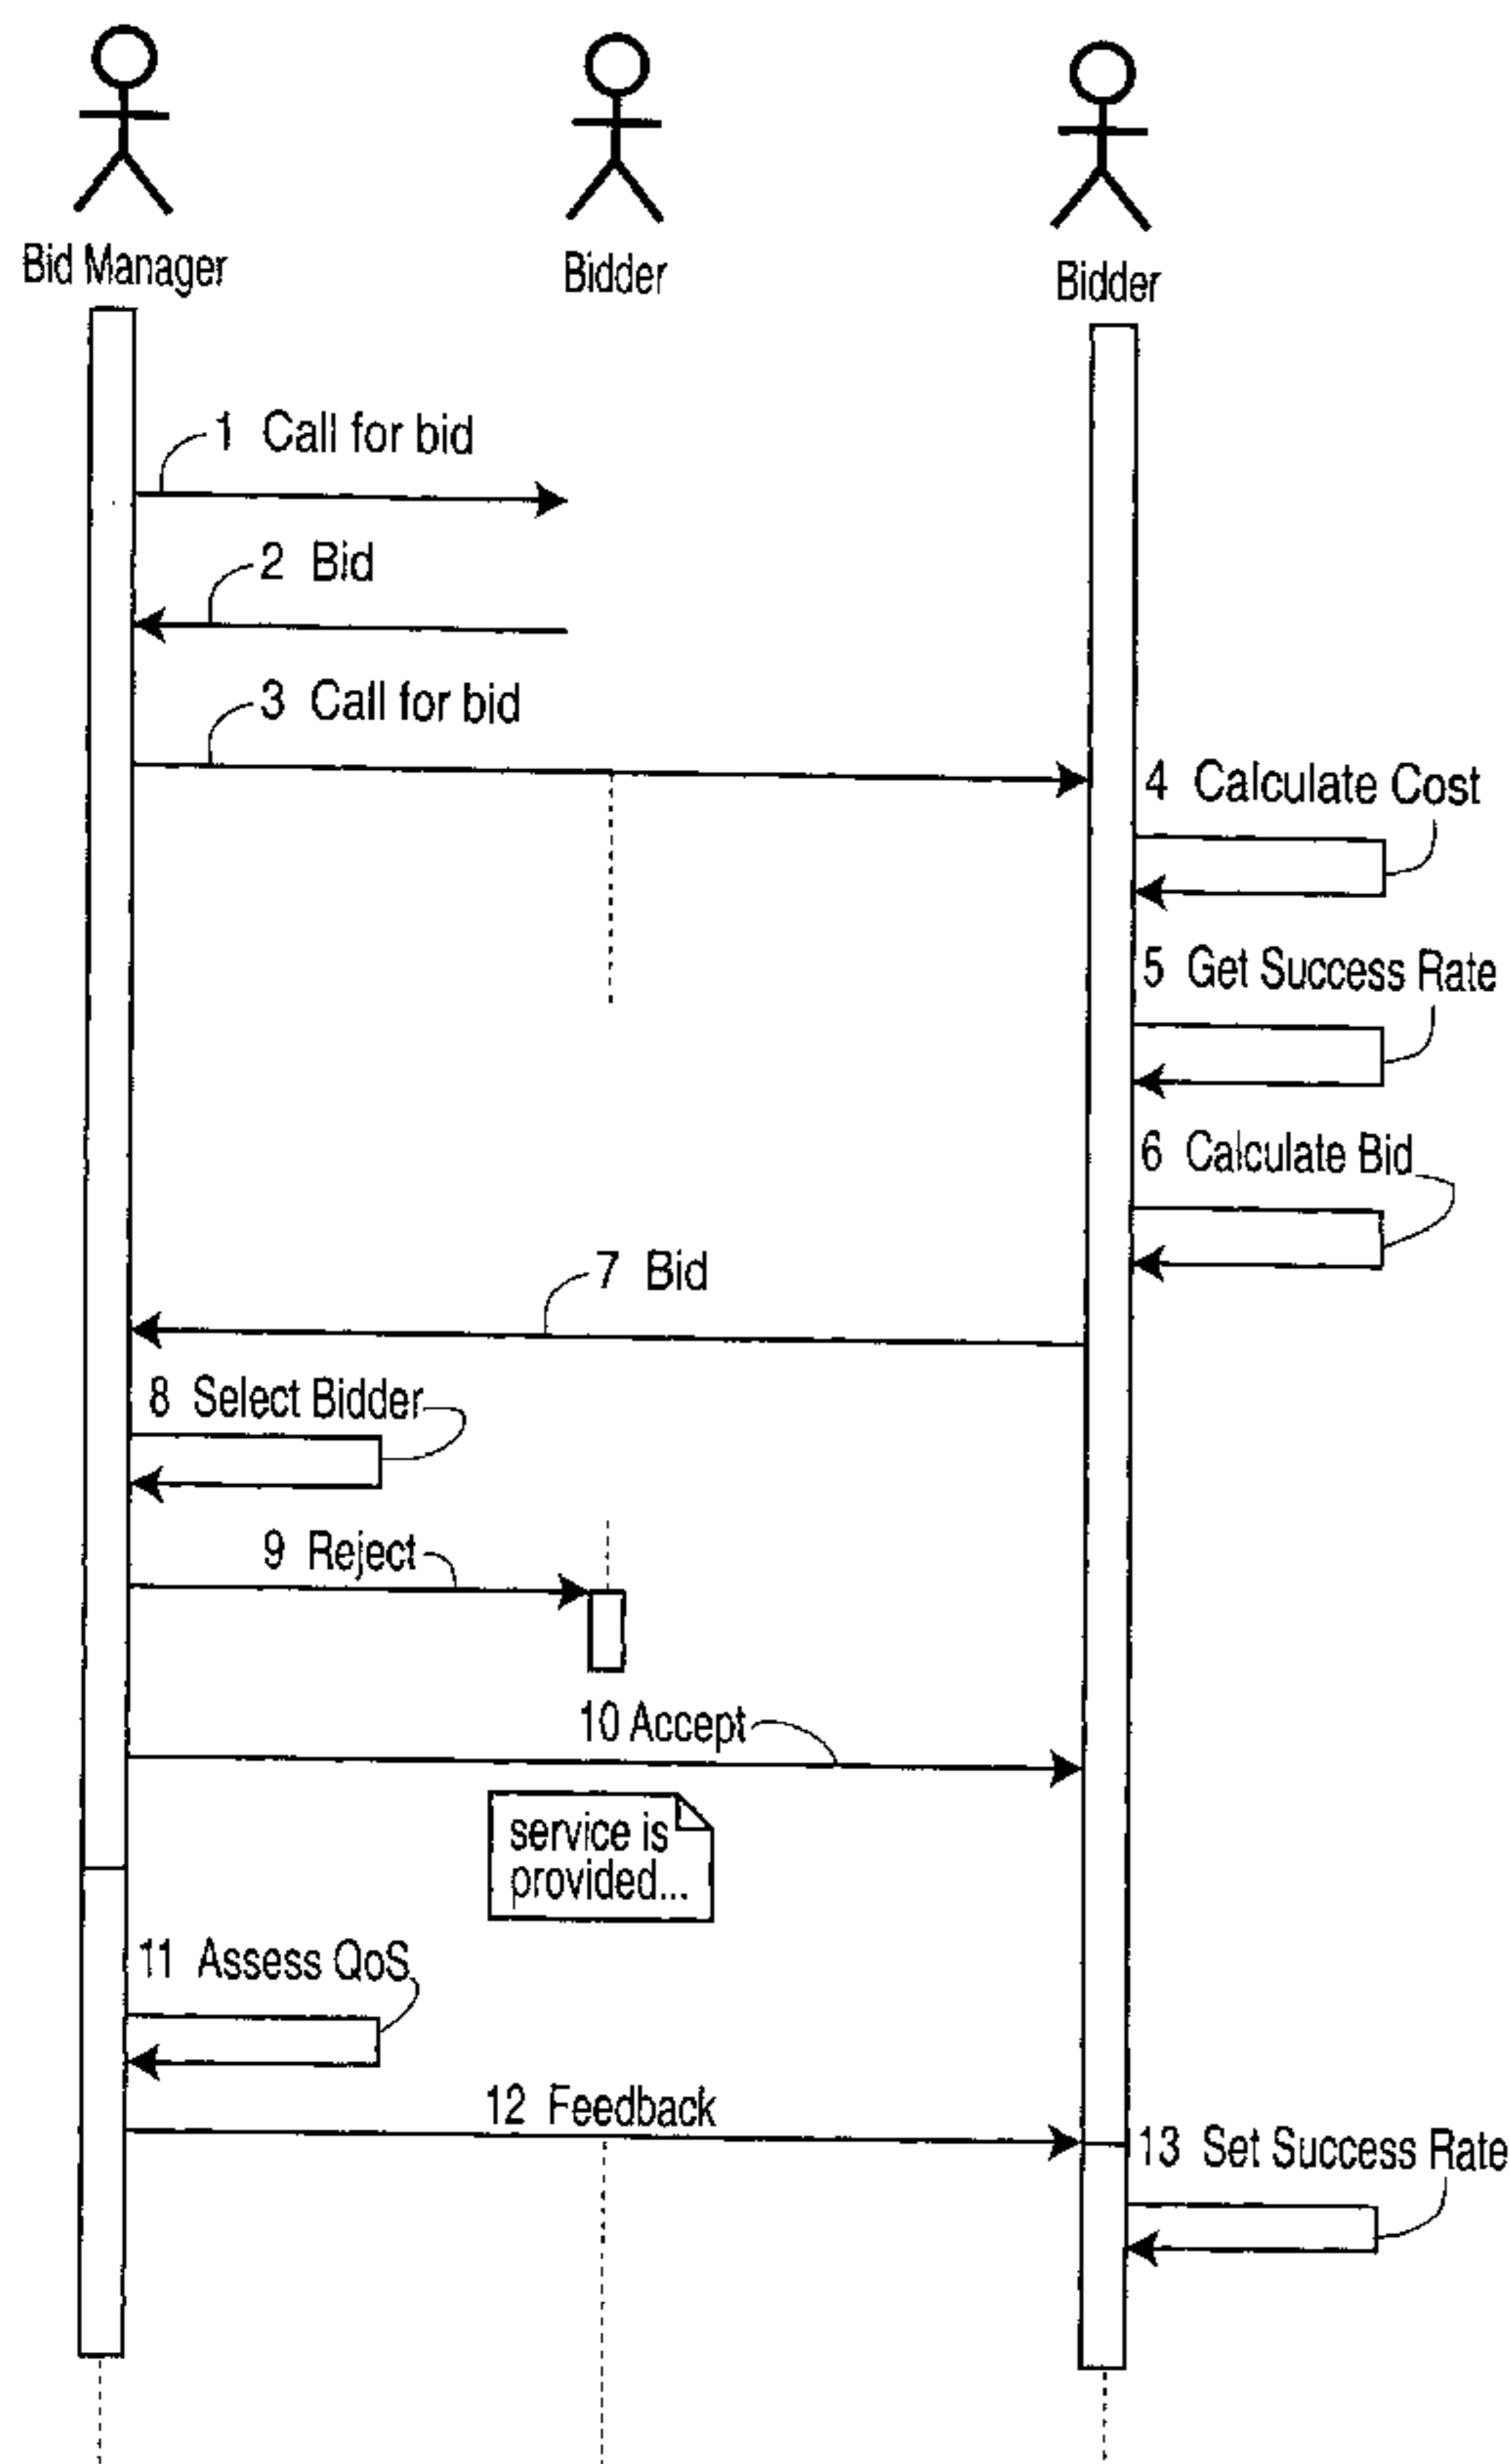 Bid Manager
Bidder
Bidder
1 Call for bid
2 Bid
3 Call for bid
4 Calculate Cost
5 Get Success Rate
6 Calculate Bid
7 Bid
8 Select Bidder
9 Reject
10 Accept
service is
provided...
11 Assess QoS
12 Feedback
13 Set Success Rate